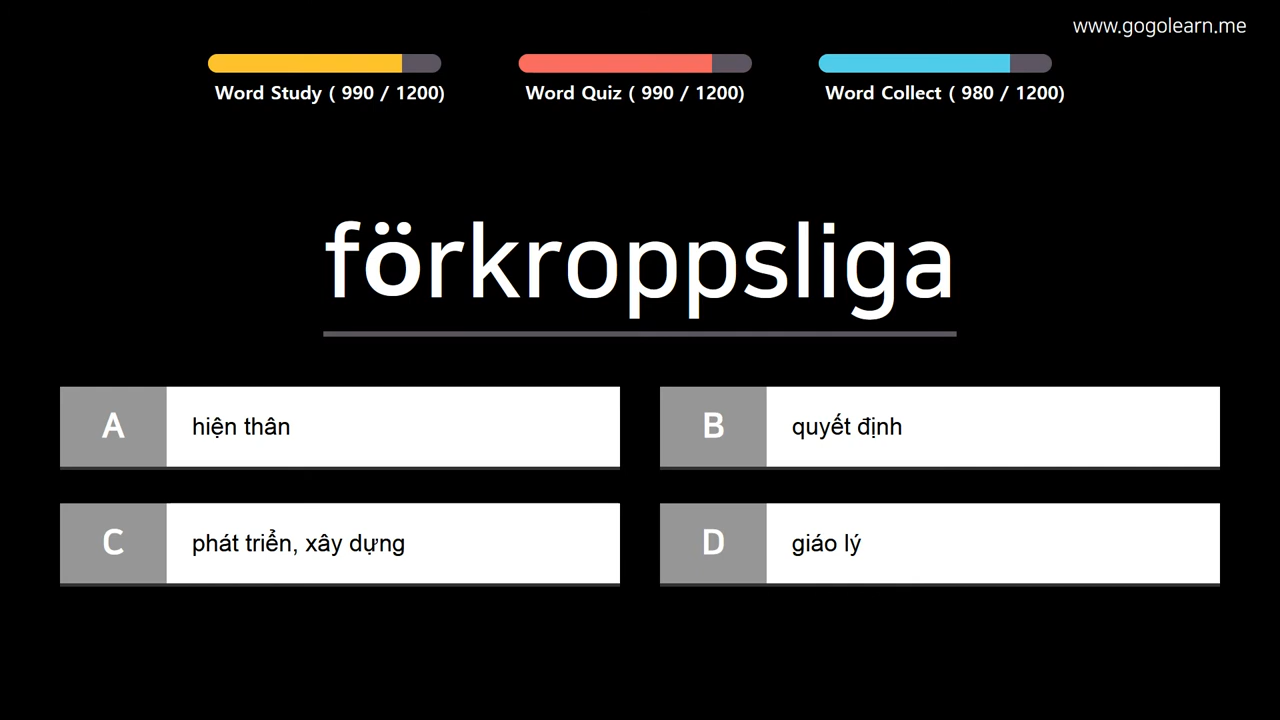 www.gogolearn.me
Word Study ( 990 / 1200)
Word Quiz ( 990 / 1200)
Word Collect ( 980 / 1200)
förkroppsliga
A
hiện thân
B
quyết định
C
phát triển, xây dựng
D
giáo lý